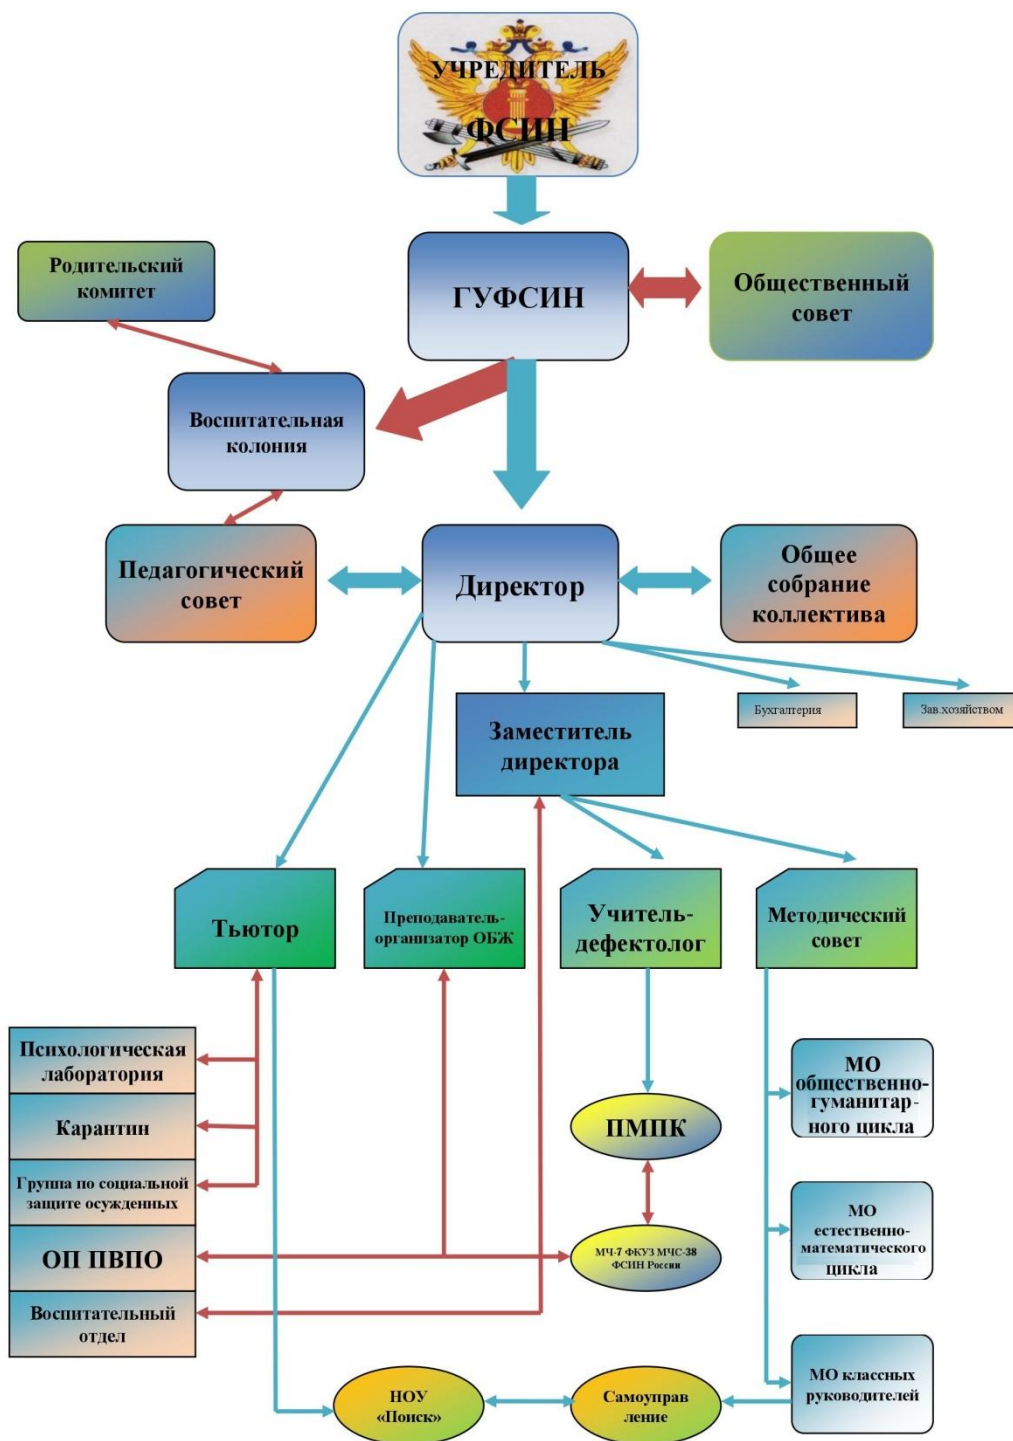 УЧРЕДИТЕЛЬ
ФСИН
Родительский
комитет
ГУФСИН
Общественный
совет
Воспитательная
колония
Педагогический
совет
Директор
Общее
собрание
коллектива
Бухгалтерия
Зав.хозяйством
Заместитель
директора
Тьютор
Преподаватель-
организатор ОБЖ
Учитель-
дефектолог
Методический
совет
Психологическая
лаборатория
Карантин
Группа по социальной
защите осужденных
ОП ПВПО
Воспитательный
отдел
ПМПК
МЧ-7 ФКУЗ МЧС-38
ФСИН России
МО
общественно-
гуманитар-
ного цикла
МО
естественно-
математического
цикла
МО классных
руководителей
НОУ
«Поиск»
Самоуправ
ление